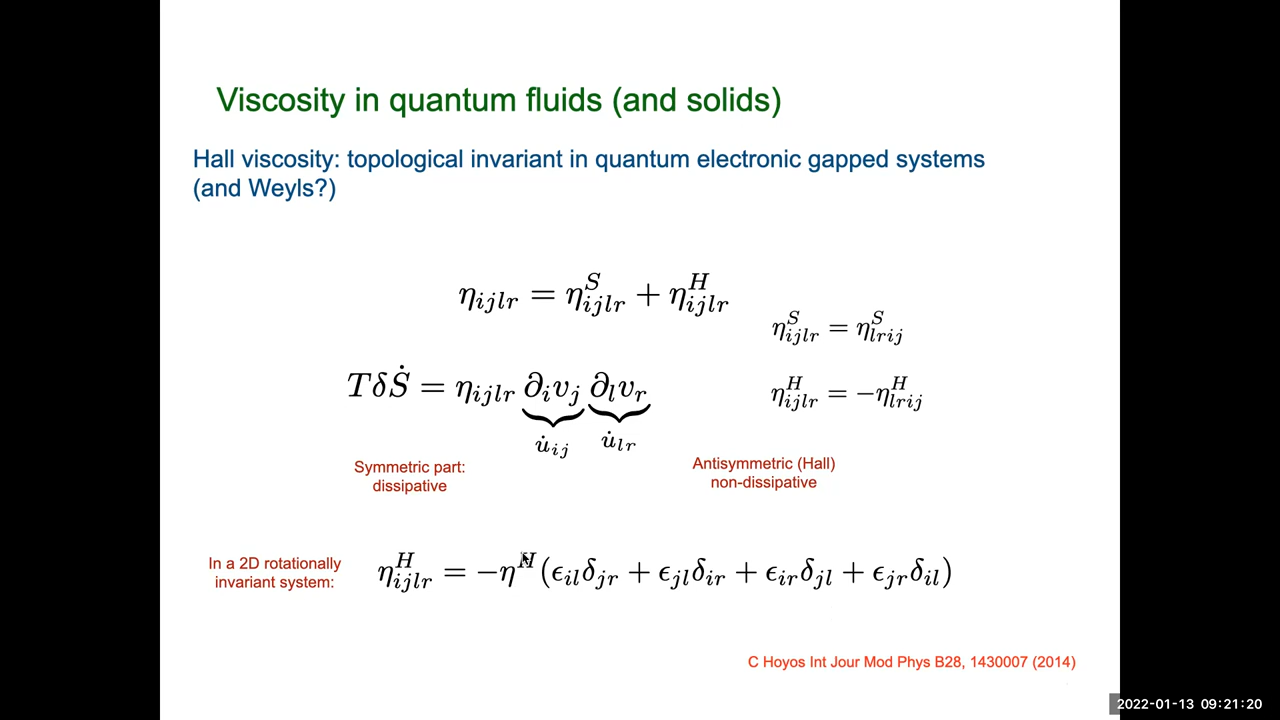 Viscosity in quantum fluids (and solids)
Hall viscosity: topological invariant in quantum electronic gapped systems
(and Weyls?)
η_{ijlr} = η^S_{ijlr} + η^H_{ijlr}
η^S_{ijlr} = η^S_{lrij}
TδṠ = η_{ijlr} ∂_i v_j ∂_l v_r
u̇_{ij} u̇_{lr}
η^H_{ijlr} = −η^H_{lrij}
Symmetric part:
dissipative
Antisymmetric (Hall)
non-dissipative
In a 2D rotationally
invariant system:
η^H_{ijlr} = −η^H(ϵ_{il}δ_{jr} + ϵ_{jl}δ_{ir} + ϵ_{ir}δ_{jl} + ϵ_{jr}δ_{il})
C Hoyos Int Jour Mod Phys B28, 1430007 (2014)
2022-01-13 09:21:20